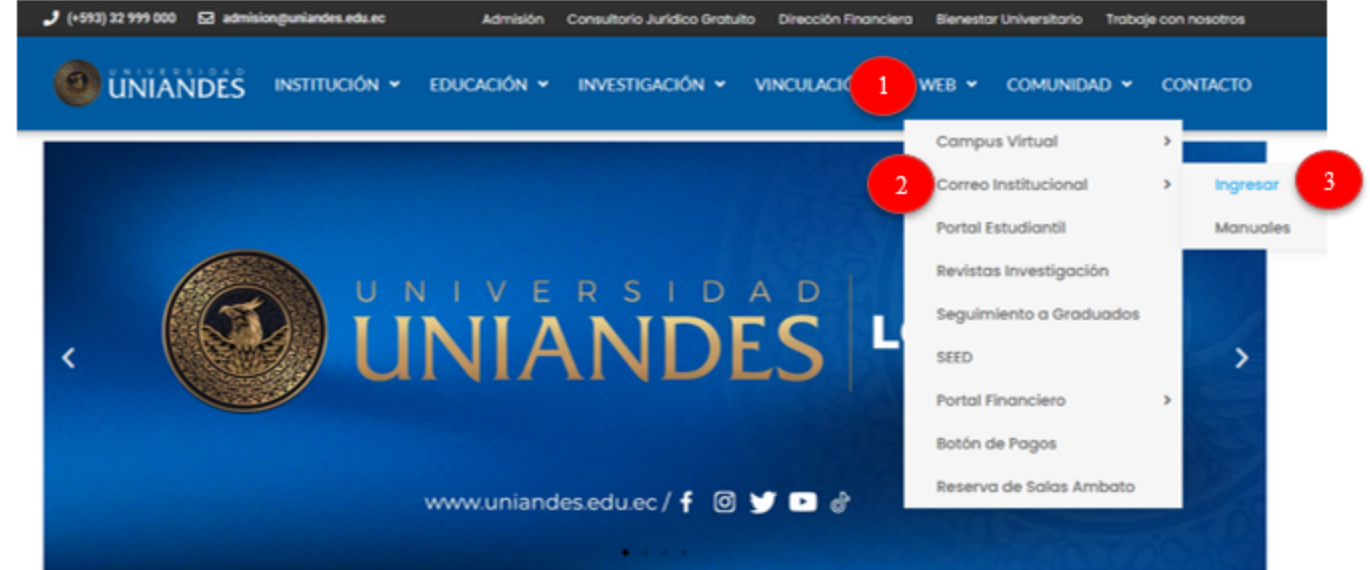 (+593) 32 999 000 admision@uniandes.edu.ec Admisión Consultorio Jurídico Gratuito Dirección Financiera Bienestar Universitario Trabaje con nosotros
UNIVERSIDAD
UNIANDES INSTITUCIÓN EDUCACIÓN INVESTIGACIÓN 1 WEB COMUNIDAD CONTACTO
Campus Virtual
2 Correo Institucional Ingresar 3
Portal Estudiantil Manuales
Revistas Investigación
Seguimiento a Graduados
SEED
Portal Financiero
Botón de Pagos
Reserva de Salas Ambato
UNIVERSIDAD
UNIANDES
www.uniandes.edu.ec /